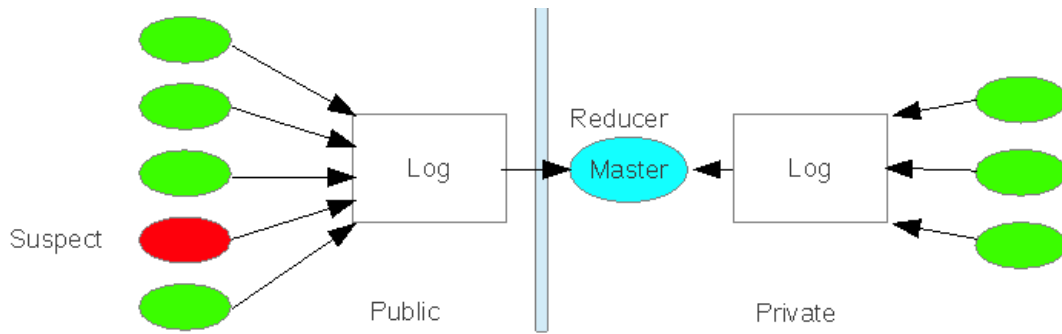 Reducer
Log
Master
Log
Suspect
Public
Private